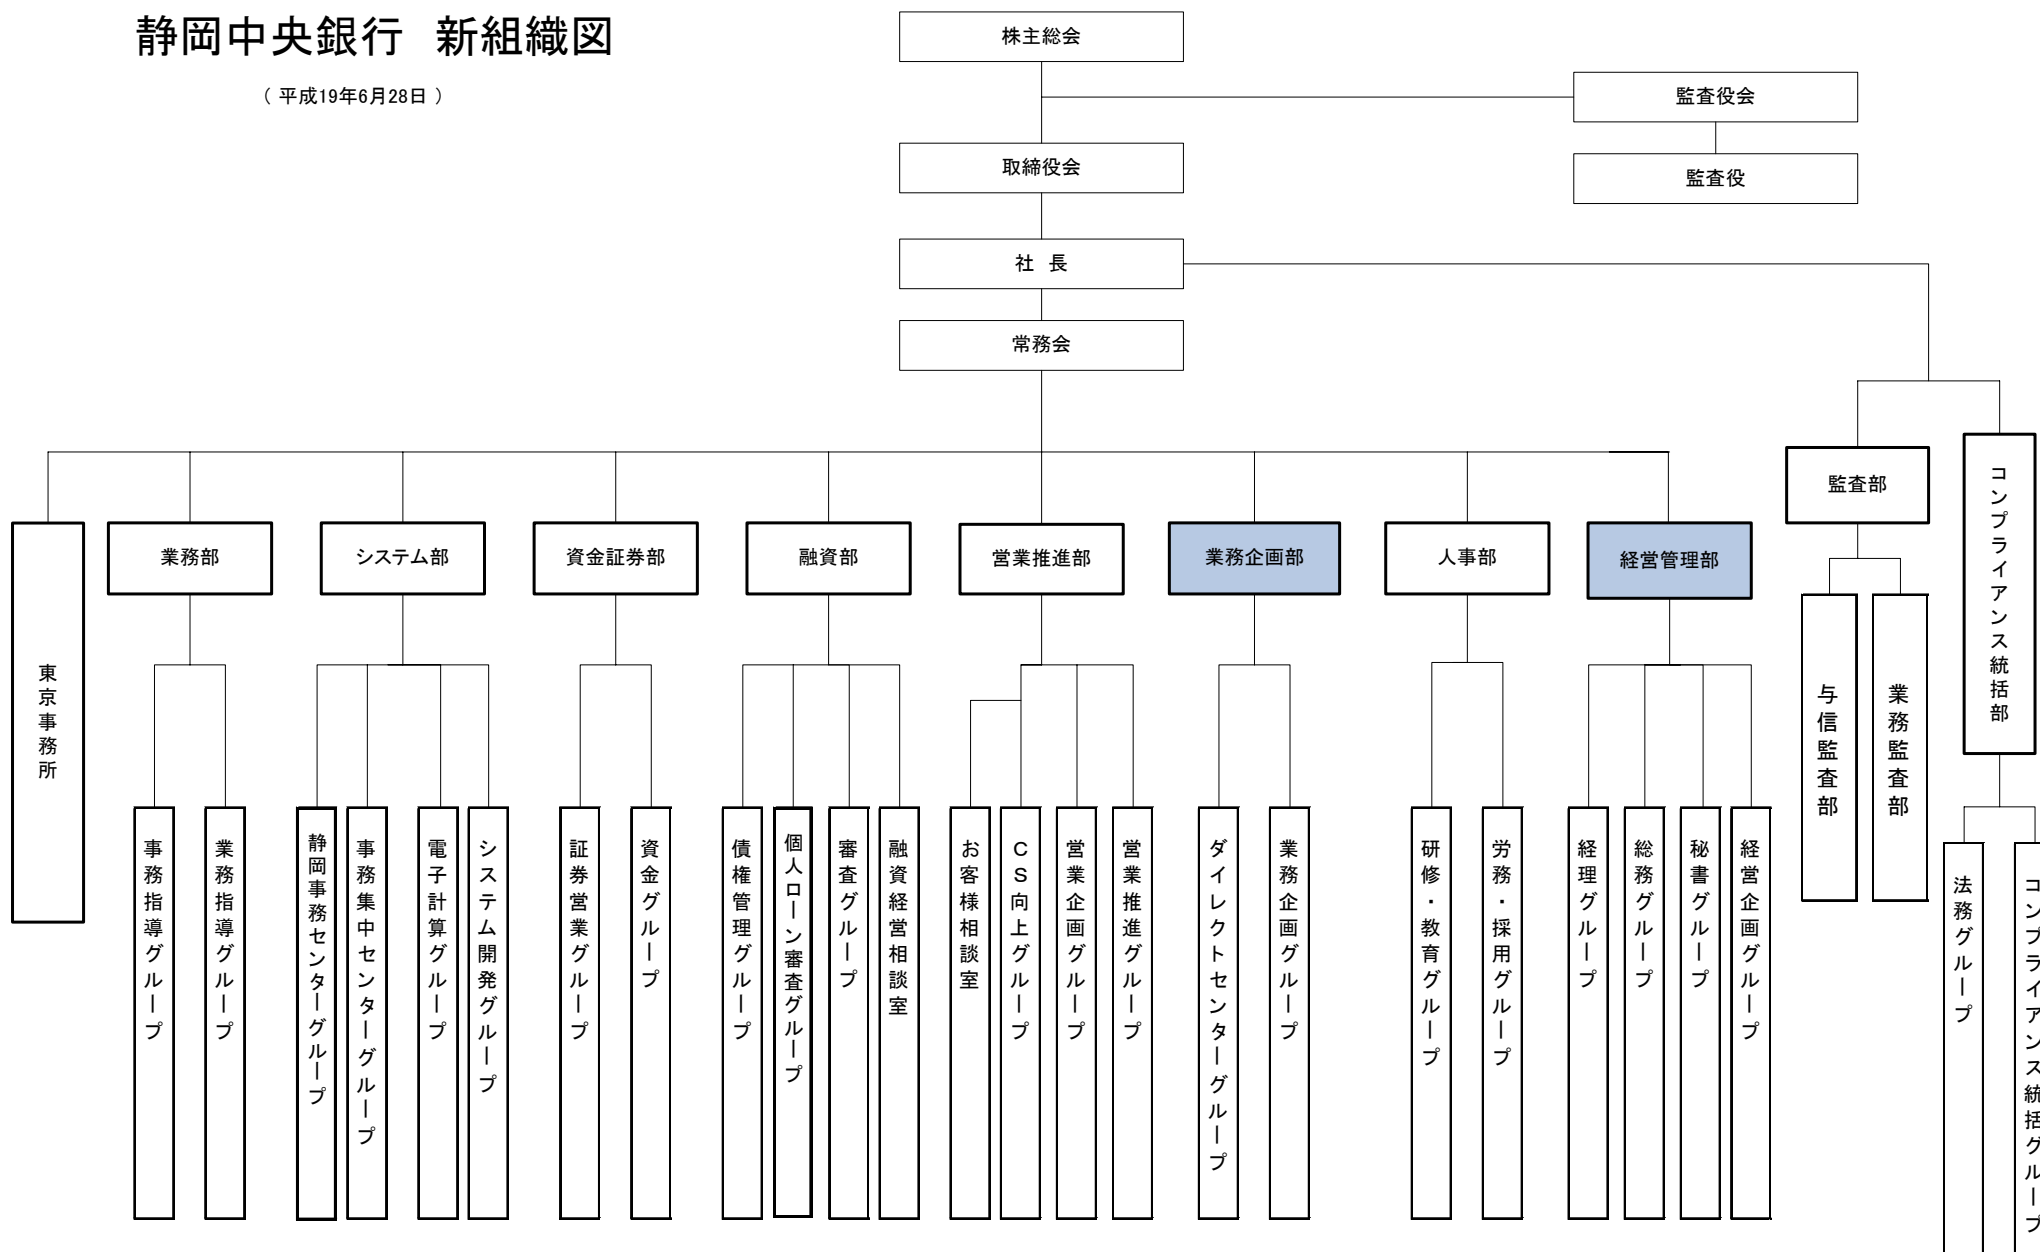 静岡中央銀行　新組織図
（ 平成19年6月28日 ）
株主総会
監査役会
取締役会
監査役
社 長
常務会
監査部
コンプライアンス統括部
業務部
システム部
資金証券部
融資部
営業推進部
業務企画部
人事部
経営管理部
東京事務所
与信監査部
業務監査部
事務指導グループ
業務指導グループ
静岡事務センターグループ
事務集中センターグループ
電子計算グループ
システム開発グループ
証券営業グループ
資金グループ
債権管理グループ
個人ローン審査グループ
審査グループ
融資経営相談室
お客様相談室
CS向上グループ
営業企画グループ
営業推進グループ
ダイレクトセンターグループ
業務企画グループ
研修・教育グループ
労務・採用グループ
経理グループ
総務グループ
秘書グループ
経営企画グループ
法務グループ
コンプライアンス統括グループ